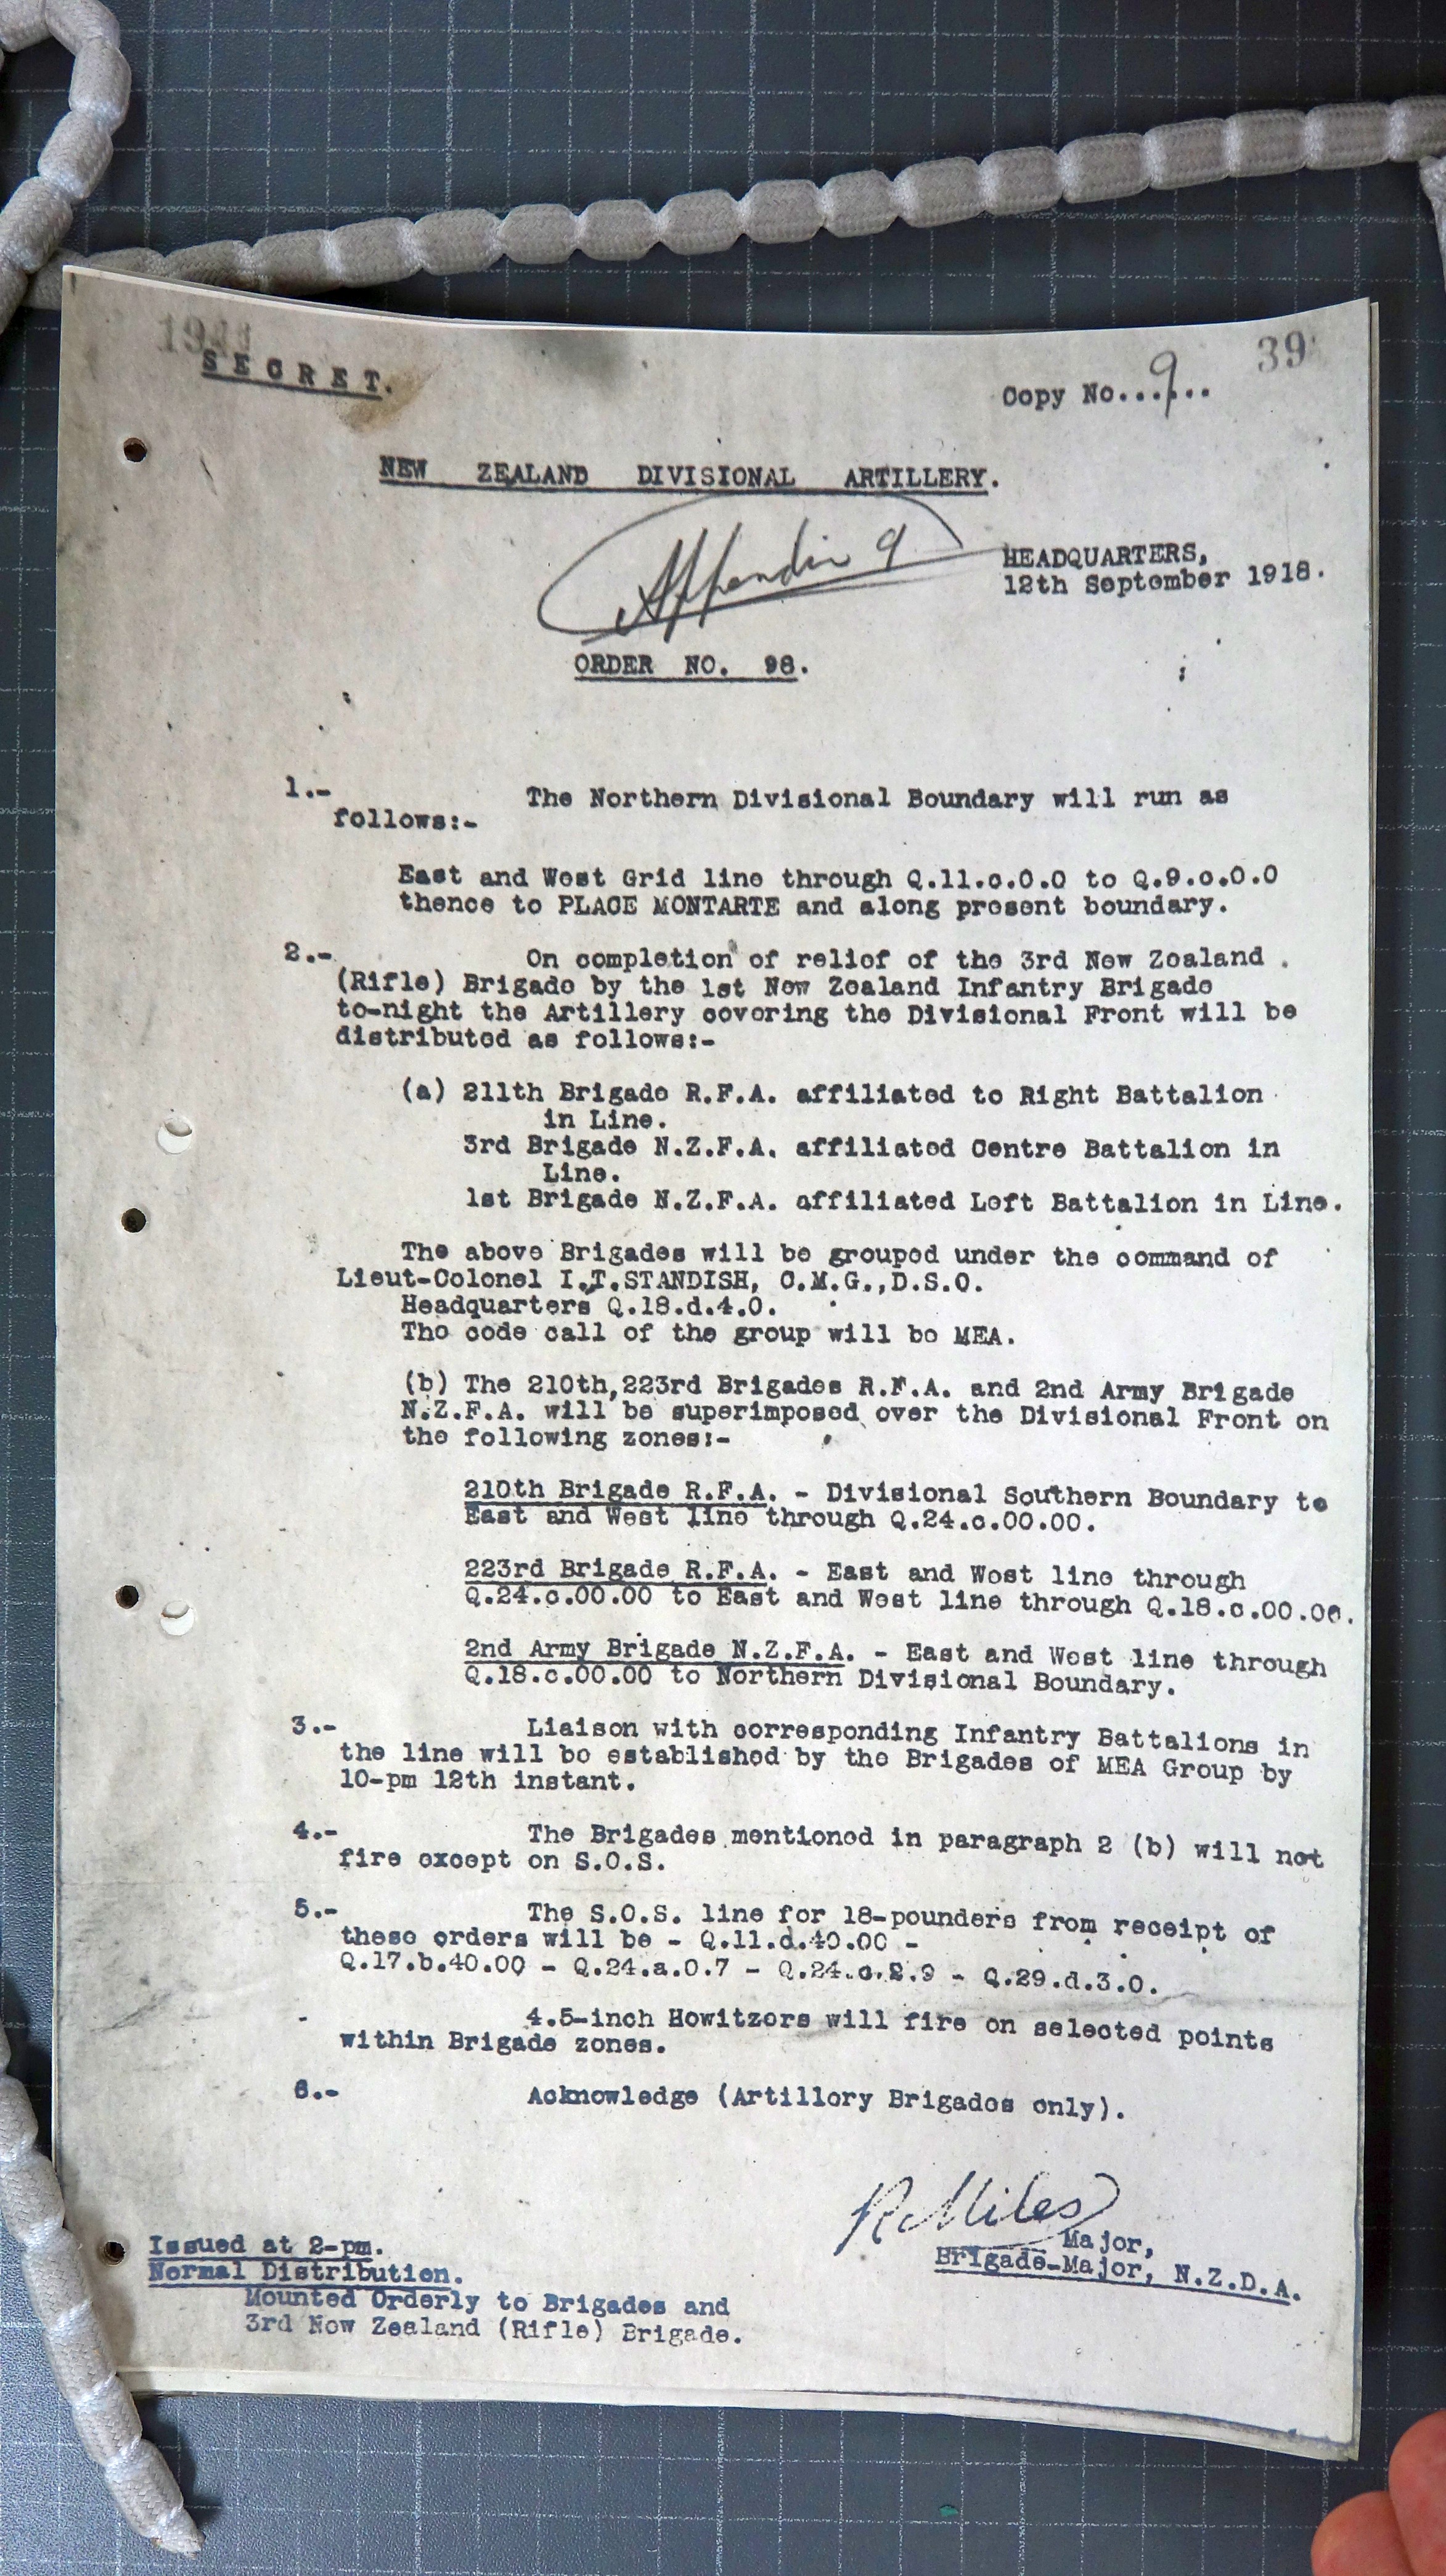 39
SECRET.
Copy No...9...
NEW ZEALAND DIVISIONAL ARTILLERY.
Appendix 9
HEADQUARTERS,
12th September 1918.
ORDER NO. 98.
1.- The Northern Divisional Boundary will run as
follows:-
East and West Grid line through Q.11.c.0.0 to Q.9.c.0.0
thence to PLACE MONTARTE and along present boundary.
2.- On completion of relief of the 3rd New Zealand
(Rifle) Brigade by the 1st New Zealand Infantry Brigade
to-night the Artillery covering the Divisional Front will be
distributed as follows:-
(a) 211th Brigade R.F.A. affiliated to Right Battalion
in Line.
3rd Brigade N.Z.F.A. affiliated Centre Battalion in
Line.
1st Brigade N.Z.F.A. affiliated Left Battalion in Line.
The above Brigades will be grouped under the command of
Lieut-Colonel I.T.STANDISH, C.M.G.,D.S.O.
Headquarters Q.18.d.4.0.
The code call of the group will be MEA.
(b) The 210th,223rd Brigades R.F.A. and 2nd Army Brigade
N.Z.F.A. will be superimposed over the Divisional Front on
the following zones:-
210th Brigade R.F.A. - Divisional Southern Boundary to
East and West line through Q.24.c.00.00.
223rd Brigade R.F.A. - East and West line through
Q.24.c.00.00 to East and West line through Q.18.c.00.00.
2nd Army Brigade N.Z.F.A. - East and West line through
Q.18.c.00.00 to Northern Divisional Boundary.
3.- Liaison with corresponding Infantry Battalions in
the line will be established by the Brigades of MEA Group by
10-pm 12th instant.
4.- The Brigades mentioned in paragraph 2 (b) will not
fire except on S.O.S.
5.- The S.O.S. line for 18-pounders from receipt of
these orders will be - Q.11.d.40.00 -
Q.17.b.40.00 - Q.24.a.0.7 - Q.24.c.2.9 - Q.29.d.3.0.
4.5-inch Howitzers will fire on selected points
within Brigade zones.
6.- Acknowledge (Artillery Brigades only).
R Miles
Major,
Brigade-Major, N.Z.D.A.
Issued at 2-pm.
Normal Distribution.
Mounted Orderly to Brigades and
3rd New Zealand (Rifle) Brigade.